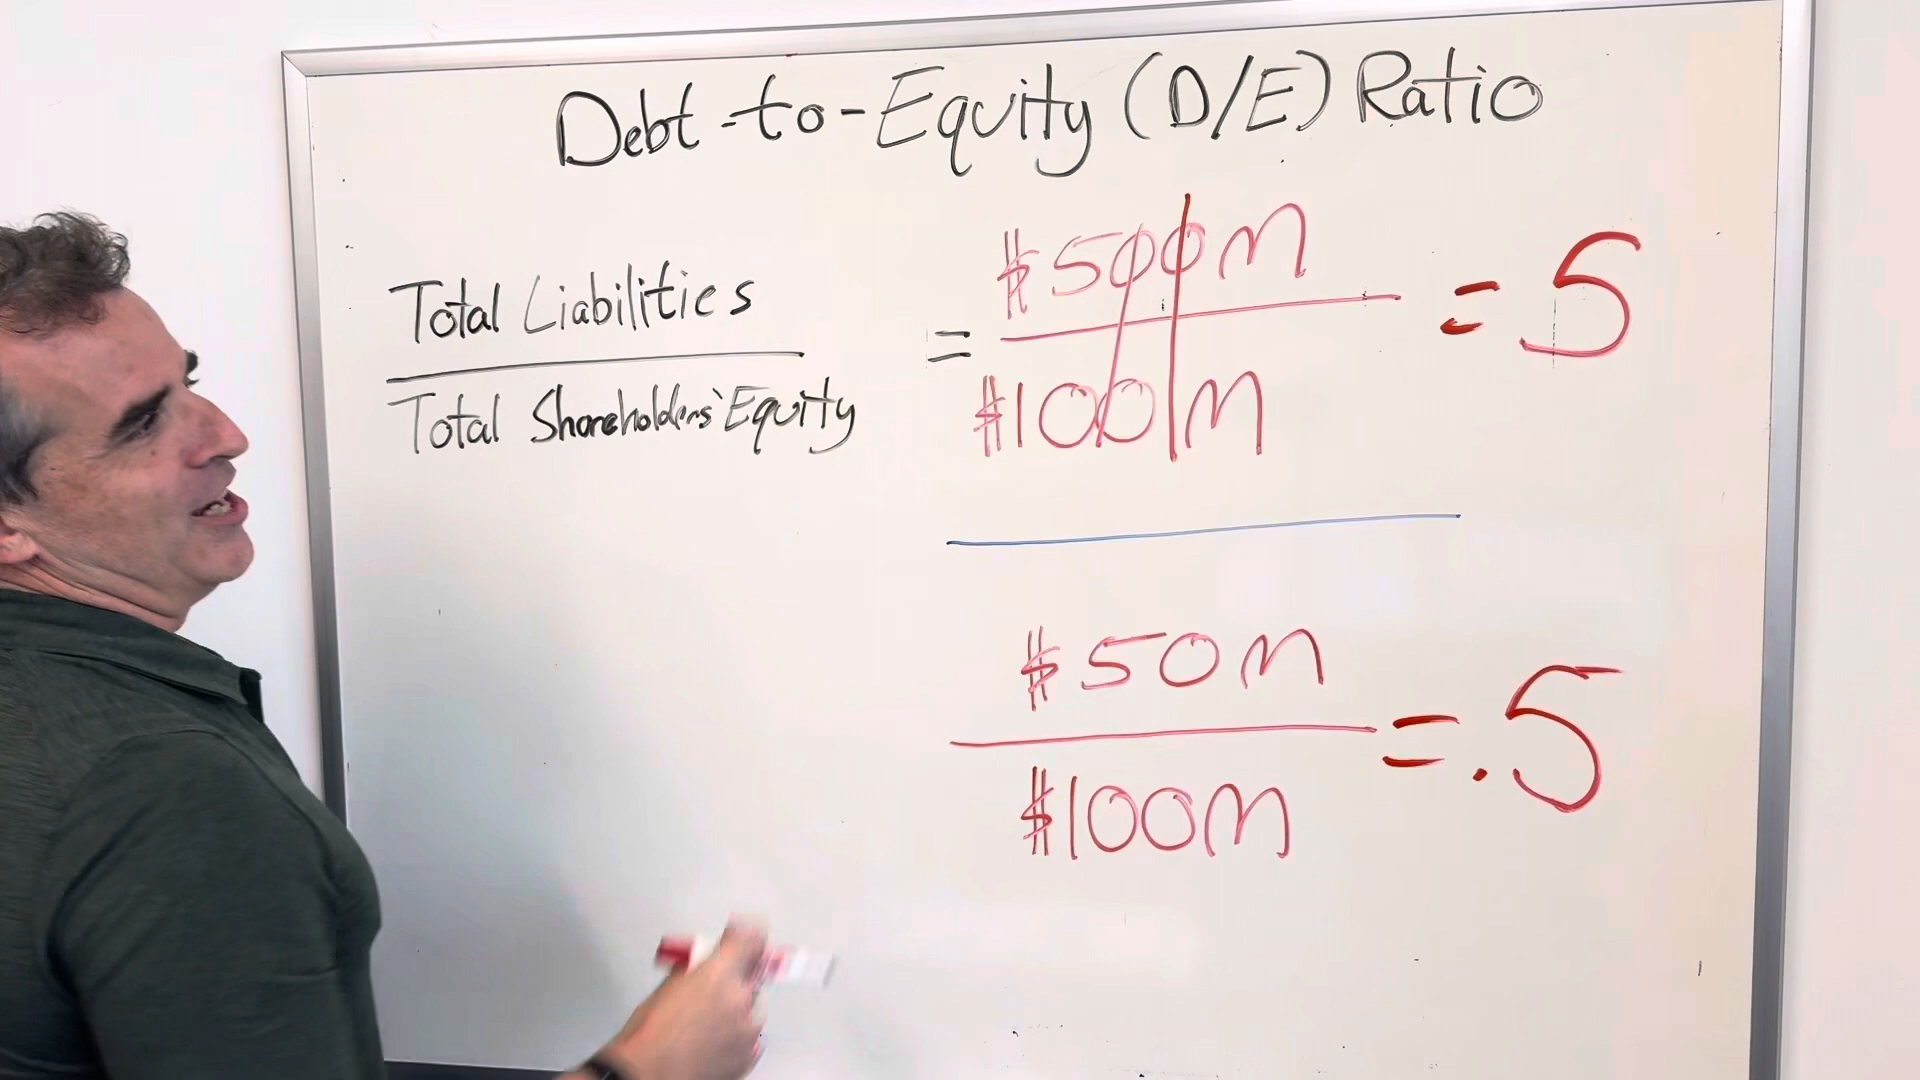 Debt-to-Equity (D/E) Ratio
Total Liabilities
Total Shareholders' Equity
=
$500M
$100M
= 5
$50M
$100M
= .5